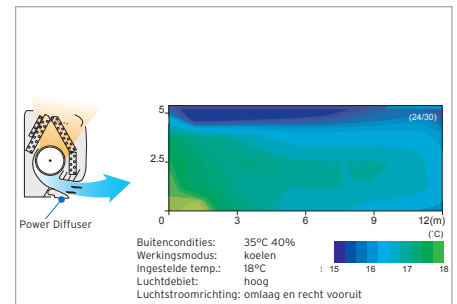 5
(24/30)
2.5
0 3 6 9 12(m)
(˚C)
Power Diffuser
Buitencondities: 35°C 40%
Werkingsmodus: koelen
Ingestelde temp.: 18°C
: 15 16 17 18
Luchtdebiet: hoog
Luchtstroomrichting: omlaag en recht vooruit